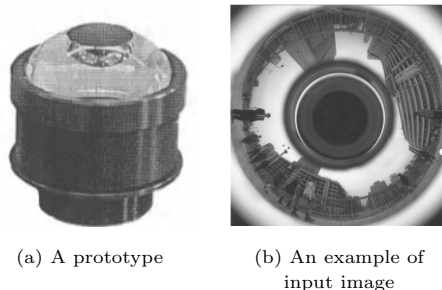 (a) A prototype
(b) An example of
input image